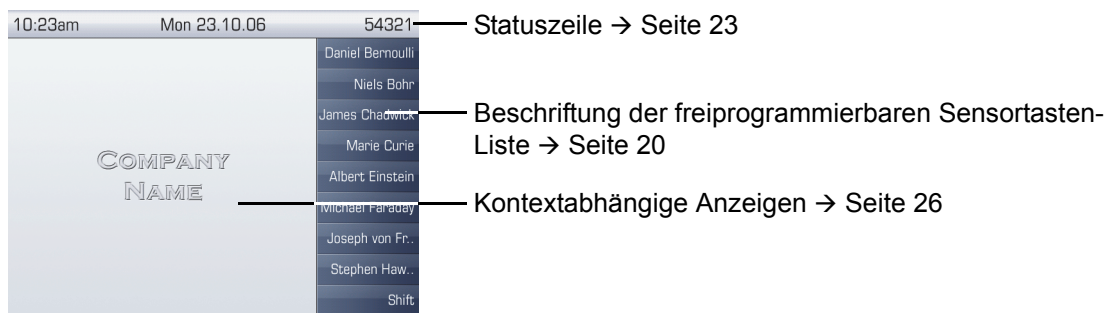 10:23am Mon 23.10.06 54321
Statuszeile → Seite 23
Daniel Bernoulli
Niels Bohr
James Chadwick
Beschriftung der freiprogrammierbaren Sensortasten-
Liste → Seite 20
Marie Curie
Albert Einstein
COMPANY
NAME
Michael Faraday
Kontextabhängige Anzeigen → Seite 26
Joseph von Fr..
Stephen Haw..
Shift